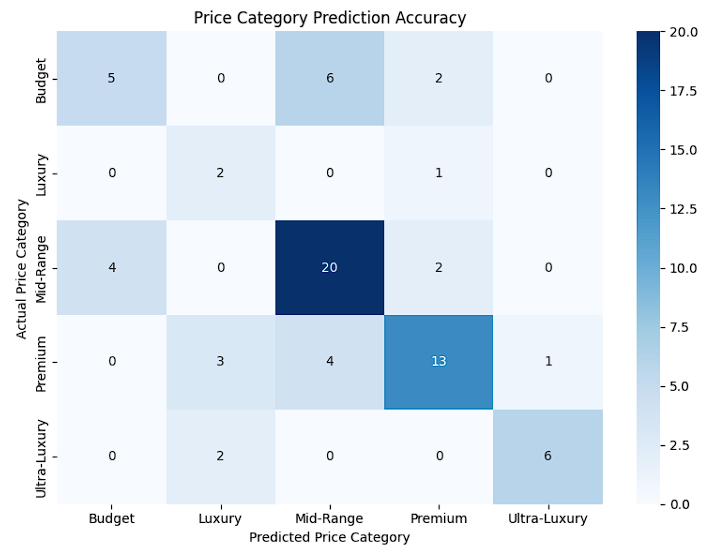 Price Category Prediction Accuracy
Actual Price Category
Budget 5 0 6 2 0
Luxury 0 2 0 1 0
Mid-Range 4 0 20 2 0
Premium 0 3 4 13 1
Ultra-Luxury 0 2 0 0 6
Budget Luxury Mid-Range Premium Ultra-Luxury
Predicted Price Category
20.0
17.5
15.0
12.5
10.0
7.5
5.0
2.5
0.0